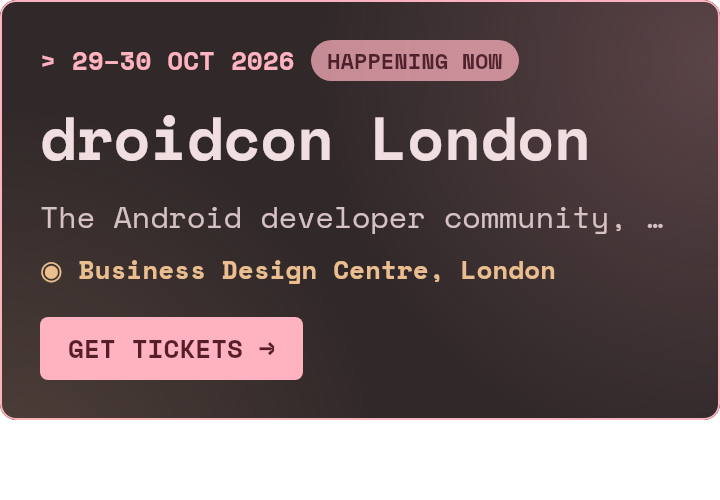 > 29–30 OCT 2026 HAPPENING NOW
droidcon London
The Android developer community, …
◉ Business Design Centre, London
GET TICKETS →